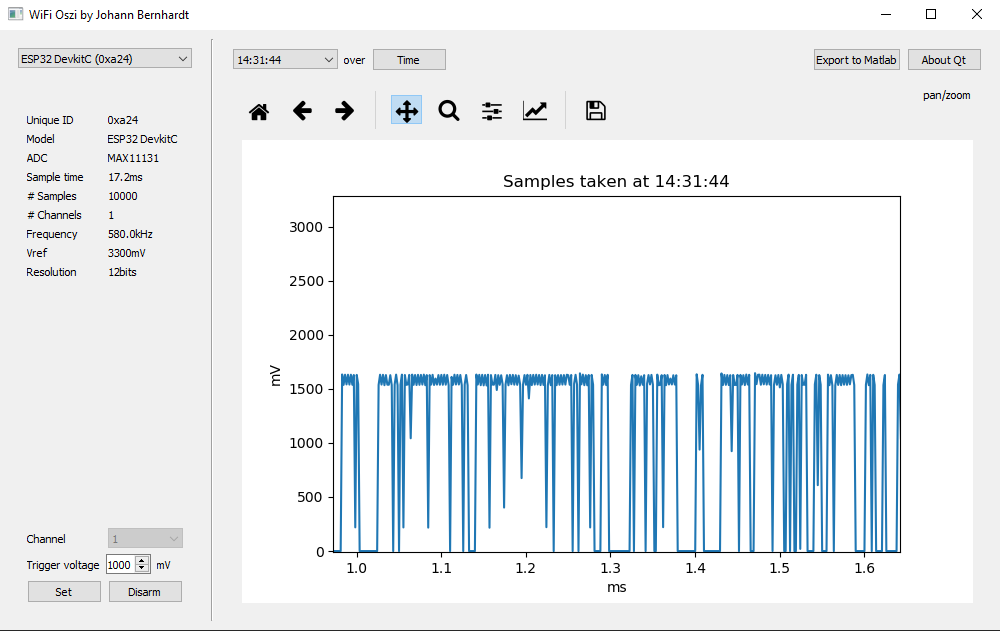 WiFi Oszi by Johann Bernhardt
ESP32 DevkitC (0xa24)
14:31:44 over Time Export to Matlab About Qt
pan/zoom
Unique ID 0xa24
Model ESP32 DevkitC
ADC MAX11131
Sample time 17.2ms
# Samples 10000
# Channels 1
Frequency 580.0kHz
Vref 3300mV
Resolution 12bits
Samples taken at 14:31:44
3000
2500
2000
1500
1000
500
0
mV
1.0 1.1 1.2 1.3 1.4 1.5 1.6
ms
Channel 1
Trigger voltage 1000 mV
Set Disarm